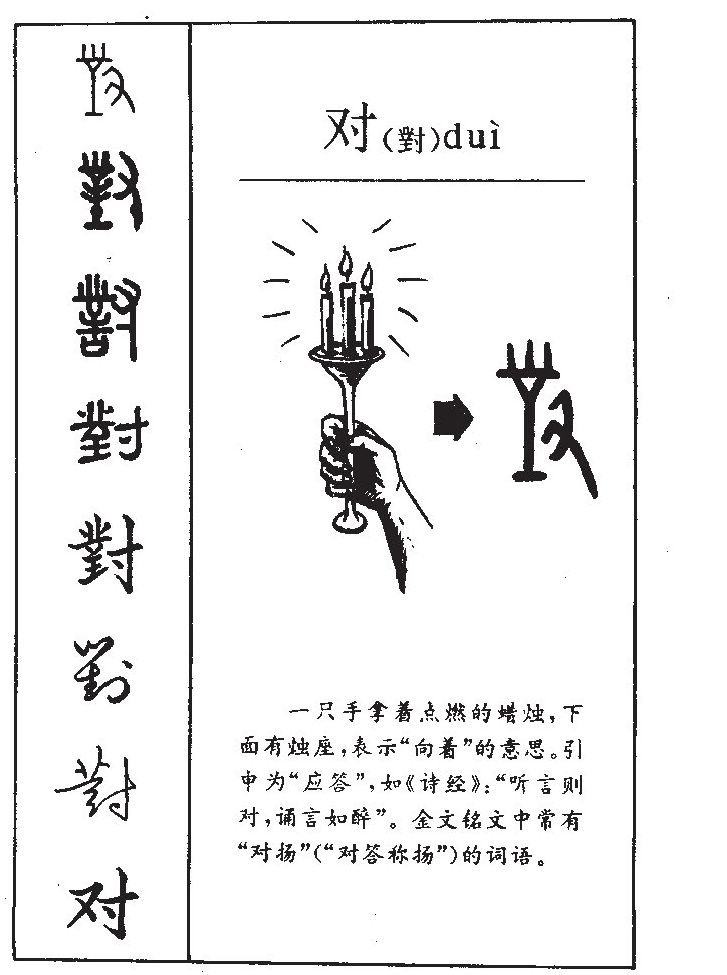 对(對)duì
一只手拿着点燃的蜡烛,下
面有烛座,表示“向着”的意思。引
申为“应答”,如《诗经》:“听言则
对,诵言如醉”。金文铭文中常有
“对扬”(“对答称扬”)的词语。
對
對
對
對
對
对